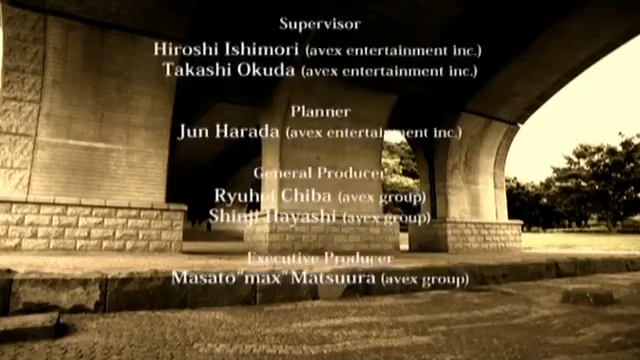 Supervisor
Hiroshi Ishimori (avex entertainment inc.)
Takashi Okuda (avex entertainment inc.)
Planner
Jun Harada (avex entertainment inc.)
General Producer
Ryuhei Chiba (avex group)
Shinji Hayashi (avex group)
Executive Producer
Masato"max"Matsuura (avex group)